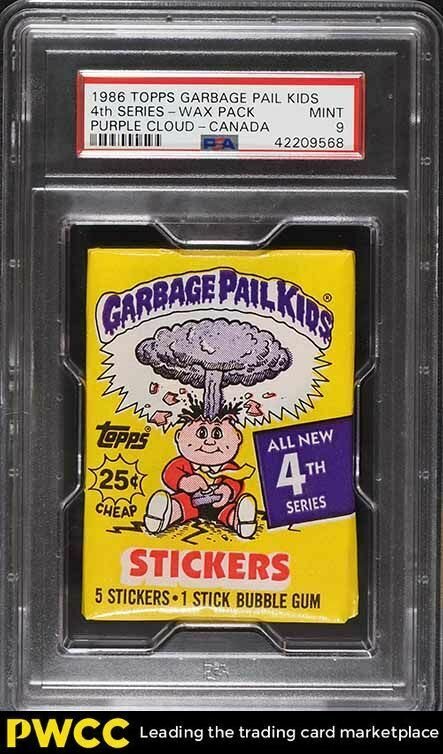 1986 TOPPS GARBAGE PAIL KIDS
4th SERIES - WAX PACK MINT
PURPLE CLOUD - CANADA 9
PSA 42209568
GARBAGE PAIL KIDS®
topps®
25¢
CHEAP
ALL NEW
4TH
SERIES
STICKERS
5 STICKERS • 1 STICK BUBBLE GUM
PWCC Leading the trading card marketplace